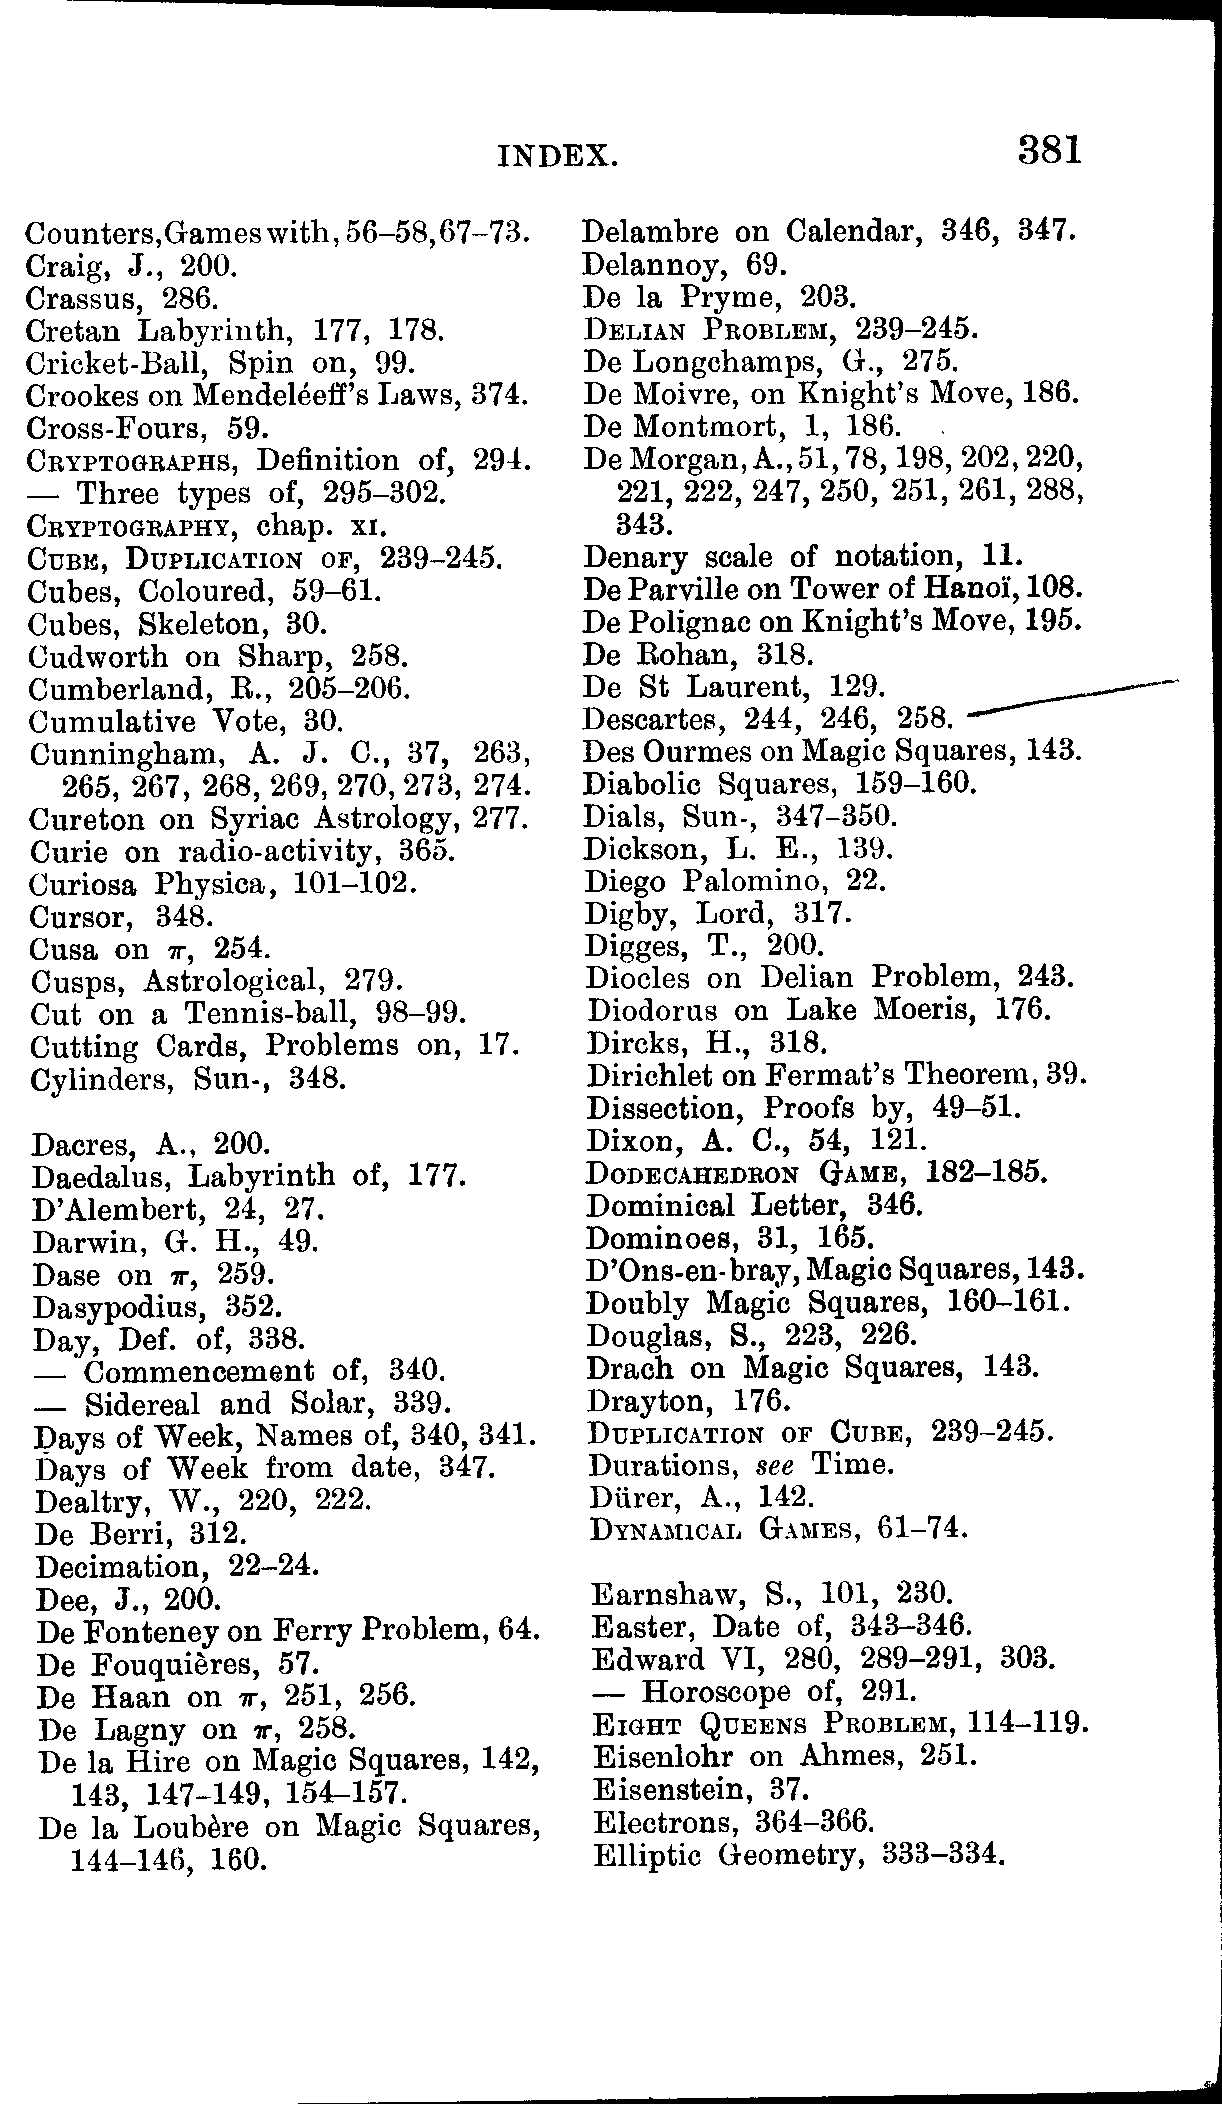 INDEX. 381
Counters, Games with, 56–58, 67–73.
Craig, J., 200.
Crassus, 286.
Cretan Labyrinth, 177, 178.
Cricket-Ball, Spin on, 99.
Crookes on Mendeléeff's Laws, 374.
Cross-Fours, 59.
CRYPTOGRAPHS, Definition of, 294.
— Three types of, 295–302.
CRYPTOGRAPHY, chap. XI.
CUBE, DUPLICATION OF, 239–245.
Cubes, Coloured, 59–61.
Cubes, Skeleton, 30.
Cudworth on Sharp, 258.
Cumberland, R., 205–206.
Cumulative Vote, 30.
Cunningham, A. J. C., 37, 263,
265, 267, 268, 269, 270, 273, 274.
Cureton on Syriac Astrology, 277.
Curie on radio-activity, 365.
Curiosa Physica, 101–102.
Cursor, 348.
Cusa on π, 254.
Cusps, Astrological, 279.
Cut on a Tennis-ball, 98–99.
Cutting Cards, Problems on, 17.
Cylinders, Sun-, 348.
Dacres, A., 200.
Daedalus, Labyrinth of, 177.
D'Alembert, 24, 27.
Darwin, G. H., 49.
Dase on π, 259.
Dasypodius, 352.
Day, Def. of, 338.
— Commencement of, 340.
— Sidereal and Solar, 339.
Days of Week, Names of, 340, 341.
Days of Week from date, 347.
Dealtry, W., 220, 222.
De Berri, 312.
Decimation, 22–24.
Dee, J., 200.
De Fonteney on Ferry Problem, 64.
De Fouquières, 57.
De Haan on π, 251, 256.
De Lagny on π, 258.
De la Hire on Magic Squares, 142,
143, 147–149, 154–157.
De la Loubère on Magic Squares,
144–146, 160.
Delambre on Calendar, 346, 347.
Delannoy, 69.
De la Pryme, 203.
DELIAN PROBLEM, 239–245.
De Longchamps, G., 275.
De Moivre, on Knight's Move, 186.
De Montmort, 1, 186.
De Morgan, A., 51, 78, 198, 202, 220,
221, 222, 247, 250, 251, 261, 288,
343.
Denary scale of notation, 11.
De Parville on Tower of Hanoï, 108.
De Polignac on Knight's Move, 195.
De Rohan, 318.
De St Laurent, 129.
Descartes, 244, 246, 258.
Des Ourmes on Magic Squares, 143.
Diabolic Squares, 159–160.
Dials, Sun-, 347–350.
Dickson, L. E., 139.
Diego Palomino, 22.
Digby, Lord, 317.
Digges, T., 200.
Diocles on Delian Problem, 243.
Diodorus on Lake Moeris, 176.
Dircks, H., 318.
Dirichlet on Fermat's Theorem, 39.
Dissection, Proofs by, 49–51.
Dixon, A. C., 54, 121.
DODECAHEDRON GAME, 182–185.
Dominical Letter, 346.
Dominoes, 31, 165.
D'Ons-en-bray, Magic Squares, 143.
Doubly Magic Squares, 160–161.
Douglas, S., 223, 226.
Drach on Magic Squares, 143.
Drayton, 176.
DUPLICATION OF CUBE, 239–245.
Durations, see Time.
Dürer, A., 142.
DYNAMICAL GAMES, 61–74.
Earnshaw, S., 101, 230.
Easter, Date of, 343–346.
Edward VI, 280, 289–291, 303.
— Horoscope of, 291.
EIGHT QUEENS PROBLEM, 114–119.
Eisenlohr on Ahmes, 251.
Eisenstein, 37.
Electrons, 364–366.
Elliptic Geometry, 333–334.